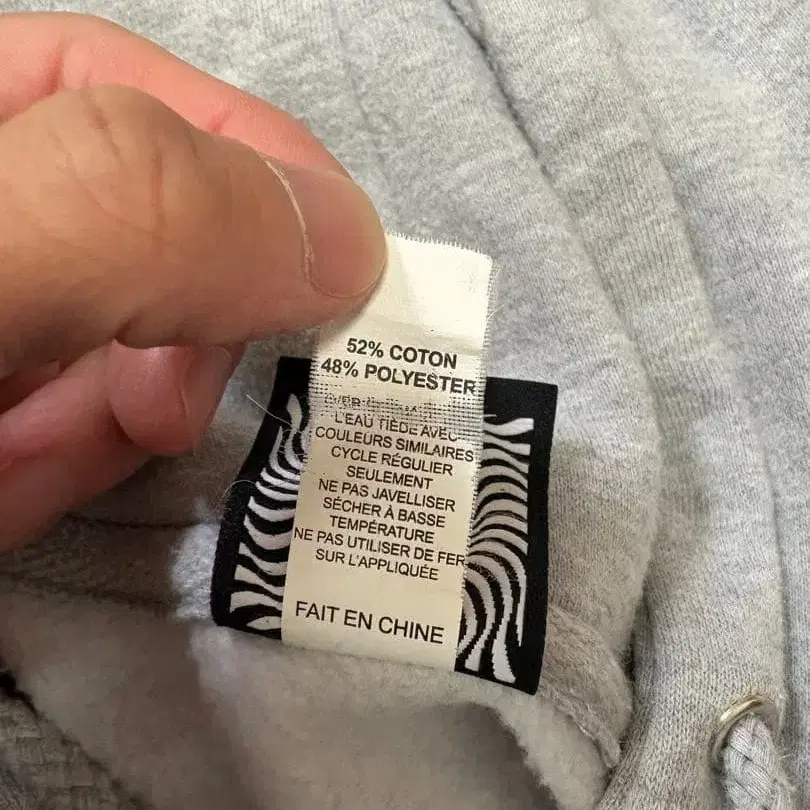 52% COTON
48% POLYESTER
L'EAU TIÈDE AVEC
COULEURS SIMILAIRES
CYCLE RÉGULIER
SEULEMENT
NE PAS JAVELLISER
SÉCHER À BASSE
TEMPÉRATURE
NE PAS UTILISER DE FER
SUR L'APPLIQUÉE
FAIT EN CHINE